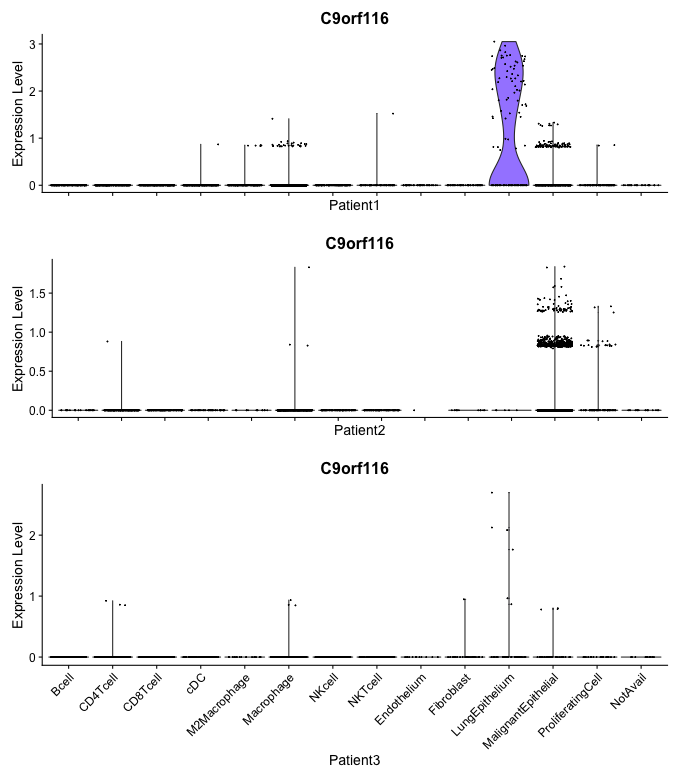 C9orf116
Expression Level
3
2
1
0
Patient1
C9orf116
Expression Level
1.5
1.0
0.5
0.0
Patient2
C9orf116
Expression Level
2
1
0
Bcell
CD4Tcell
CD8Tcell
cDC
M2Macrophage
Macrophage
NKcell
NKTcell
Endothelium
Fibroblast
LungEpithelium
MalignantEpithelial
ProliferatingCell
NotAvail
Patient3